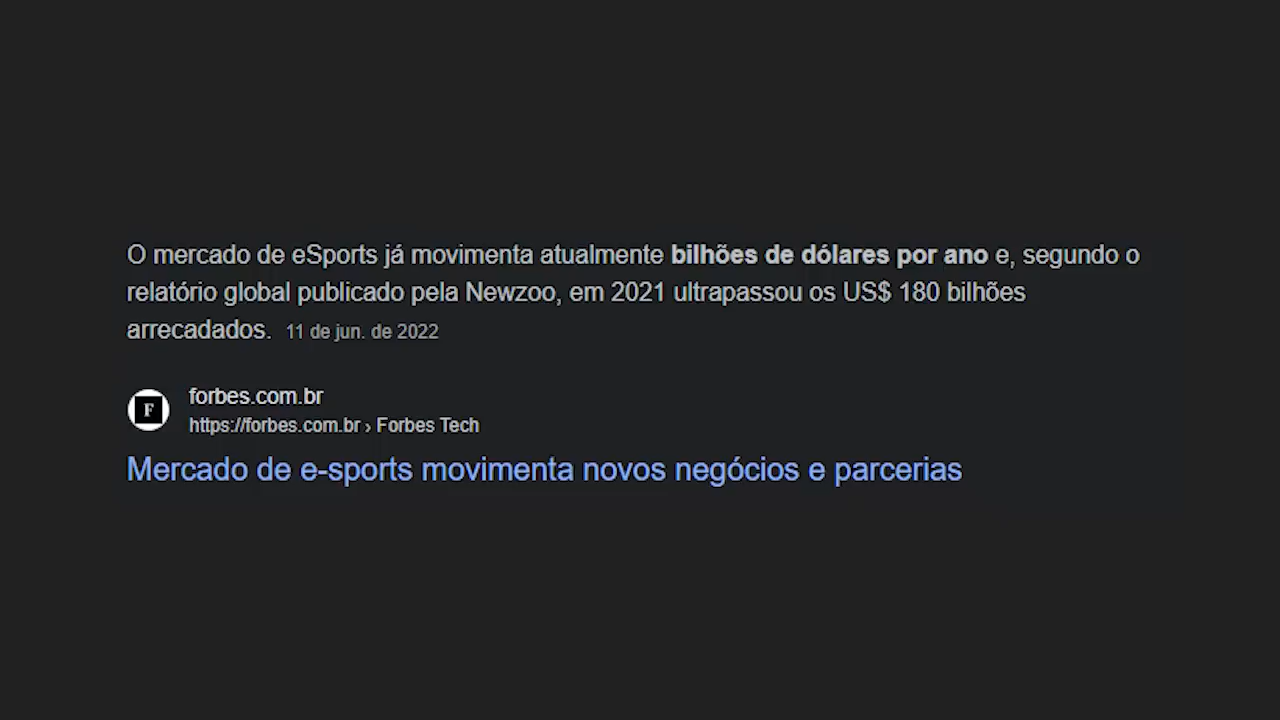 O mercado de eSports já movimenta atualmente bilhões de dólares por ano e, segundo o
relatório global publicado pela Newzoo, em 2021 ultrapassou os US$ 180 bilhões
arrecadados. 11 de jun. de 2022
F
forbes.com.br
https://forbes.com.br › Forbes Tech
Mercado de e-sports movimenta novos negócios e parcerias